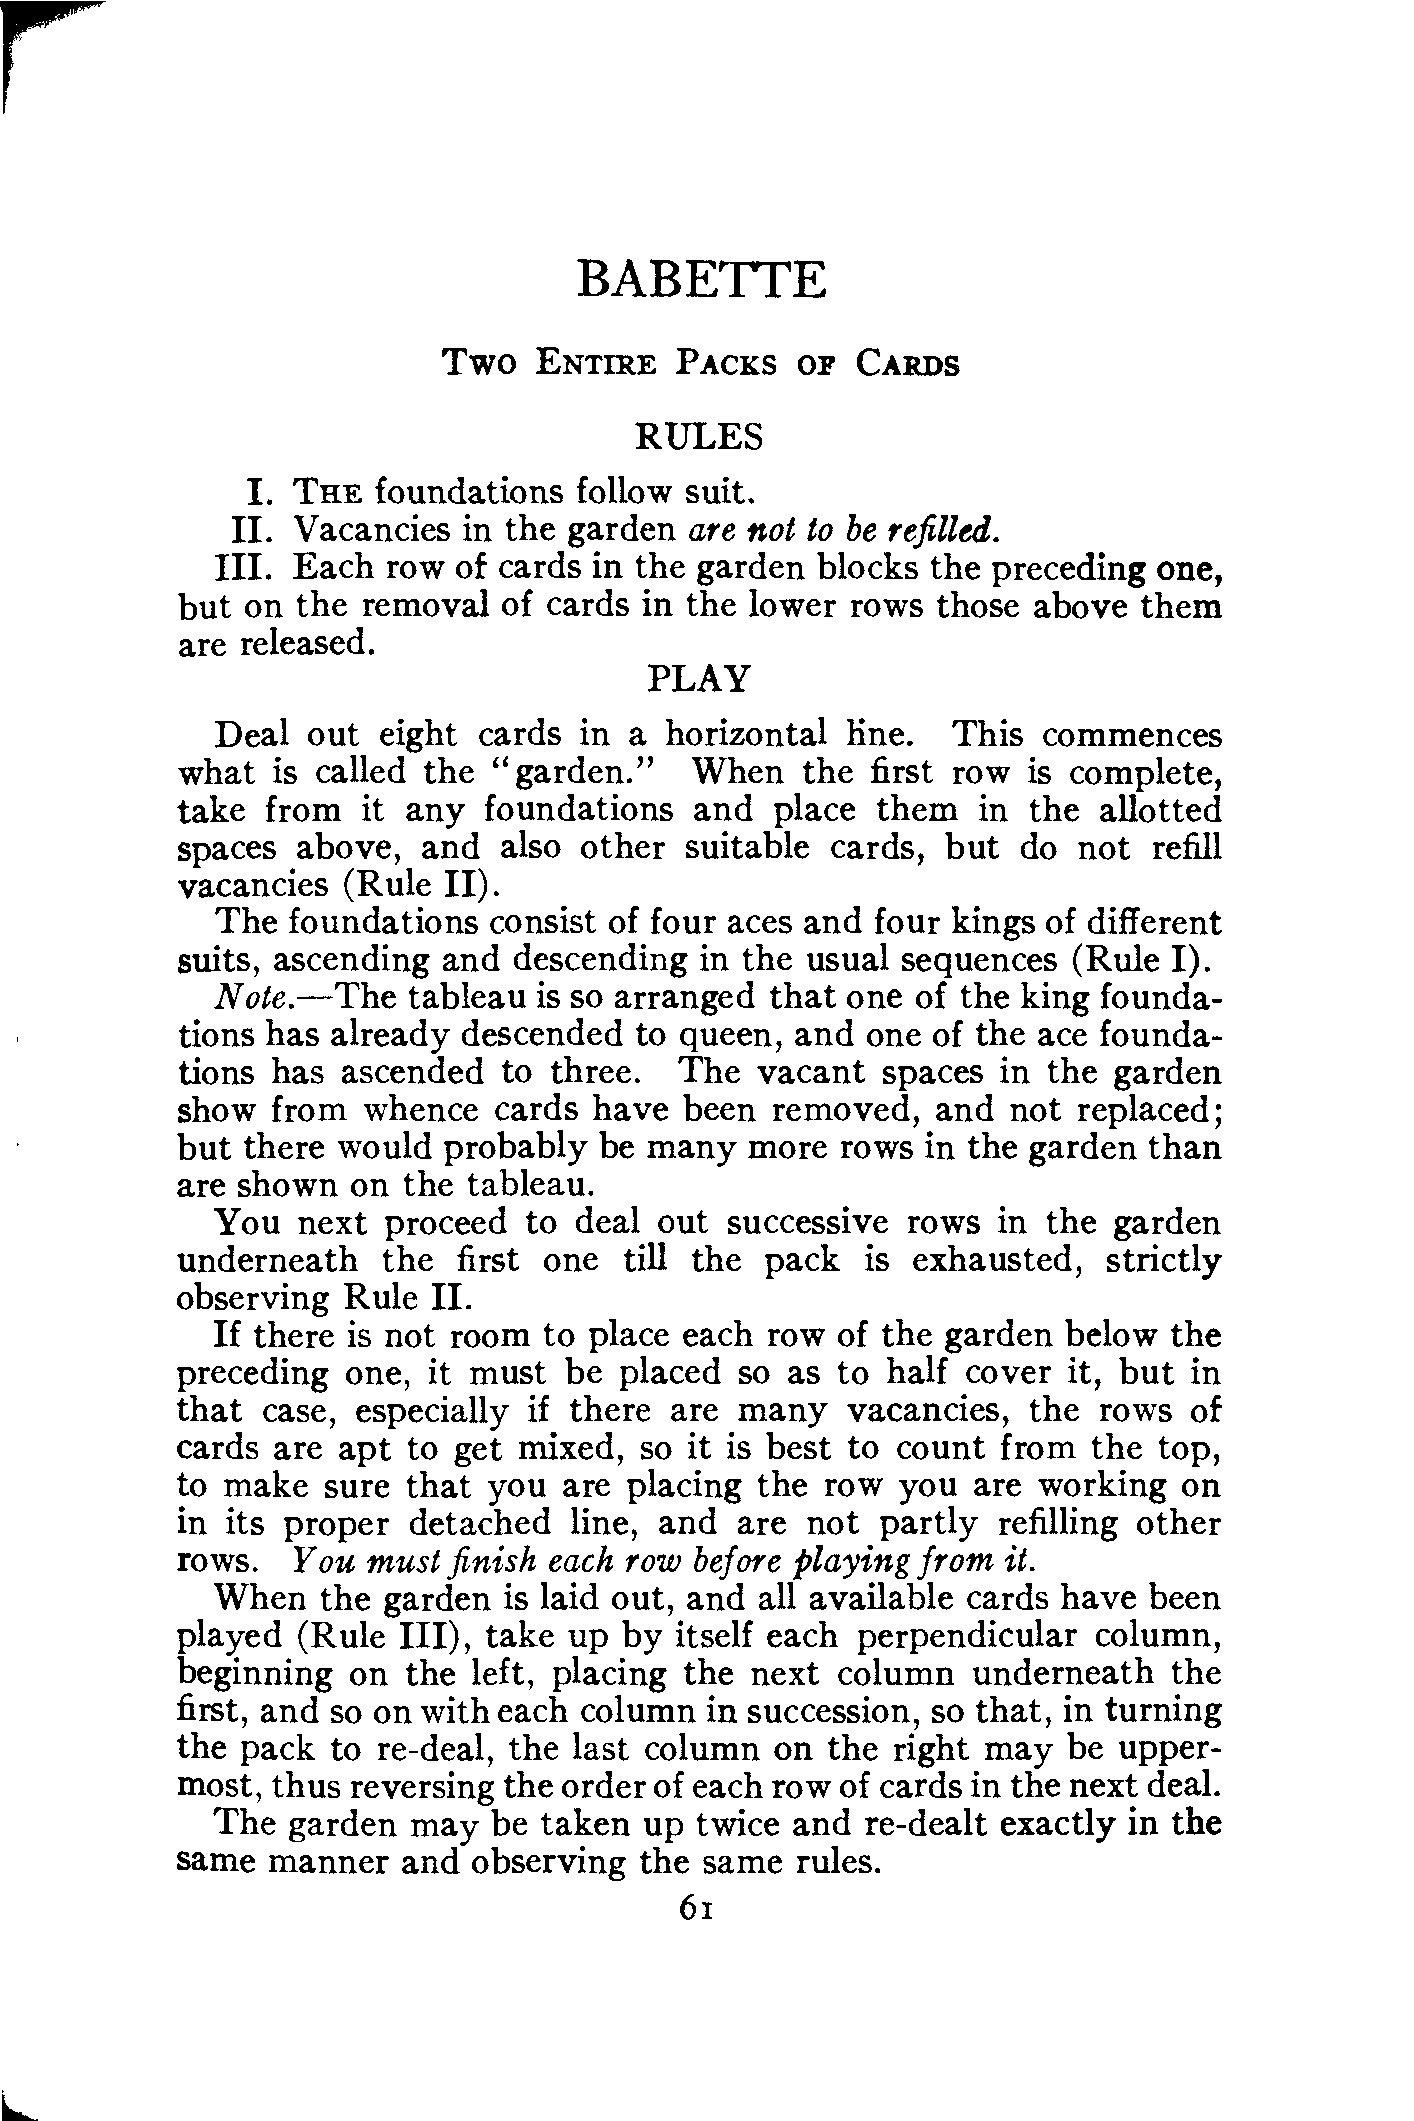 BABETTE
Two Entire Packs of Cards
RULES
I. The foundations follow suit.
II. Vacancies in the garden are not to be refilled.
III. Each row of cards in the garden blocks the preceding one,
but on the removal of cards in the lower rows those above them
are released.
PLAY
Deal out eight cards in a horizontal line. This commences
what is called the “garden.” When the first row is complete,
take from it any foundations and place them in the allotted
spaces above, and also other suitable cards, but do not refill
vacancies (Rule II).
The foundations consist of four aces and four kings of different
suits, ascending and descending in the usual sequences (Rule I).
Note.—The tableau is so arranged that one of the king founda-
tions has already descended to queen, and one of the ace founda-
tions has ascended to three. The vacant spaces in the garden
show from whence cards have been removed, and not replaced;
but there would probably be many more rows in the garden than
are shown on the tableau.
You next proceed to deal out successive rows in the garden
underneath the first one till the pack is exhausted, strictly
observing Rule II.
If there is not room to place each row of the garden below the
preceding one, it must be placed so as to half cover it, but in
that case, especially if there are many vacancies, the rows of
cards are apt to get mixed, so it is best to count from the top,
to make sure that you are placing the row you are working on
in its proper detached line, and are not partly refilling other
rows. You must finish each row before playing from it.
When the garden is laid out, and all available cards have been
played (Rule III), take up by itself each perpendicular column,
beginning on the left, placing the next column underneath the
first, and so on with each column in succession, so that, in turning
the pack to re-deal, the last column on the right may be upper-
most, thus reversing the order of each row of cards in the next deal.
The garden may be taken up twice and re-dealt exactly in the
same manner and observing the same rules.
61